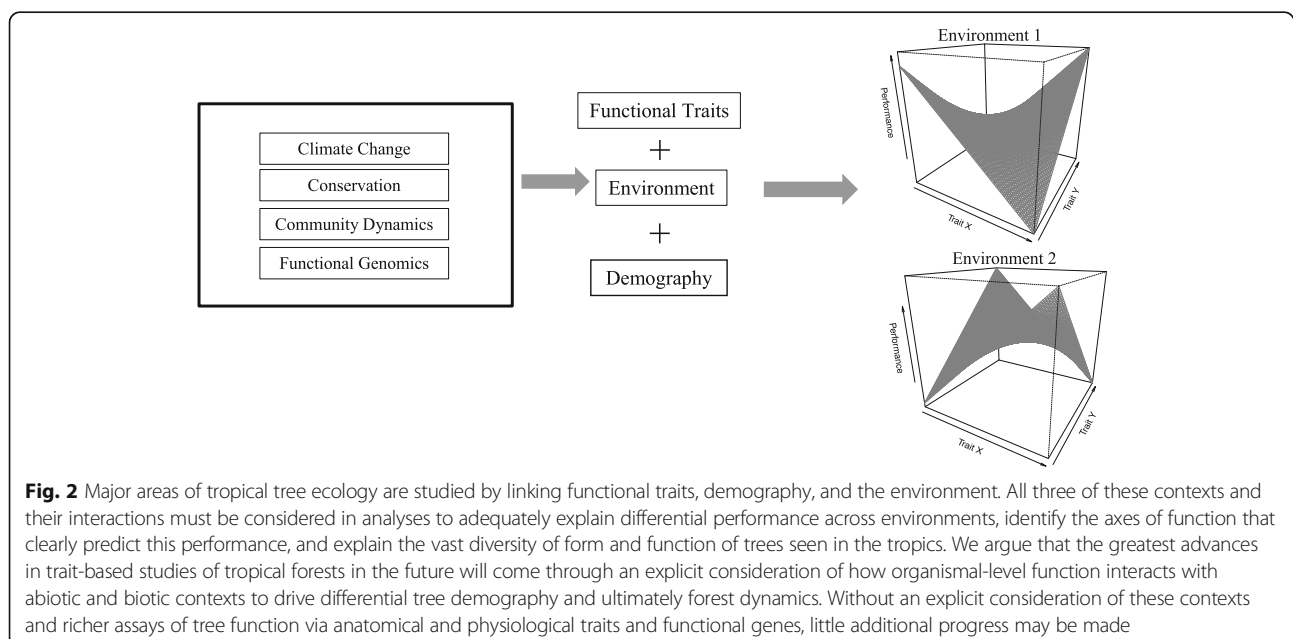 Climate Change
Conservation
Community Dynamics
Functional Genomics
Functional Traits
+
Environment
+
Demography
Environment 1
Performance
Trait X
Trait Y
Environment 2
Performance
Trait X
Trait Y
Fig. 2 Major areas of tropical tree ecology are studied by linking functional traits, demography, and the environment. All three of these contexts and
their interactions must be considered in analyses to adequately explain differential performance across environments, identify the axes of function that
clearly predict this performance, and explain the vast diversity of form and function of trees seen in the tropics. We argue that the greatest advances
in trait-based studies of tropical forests in the future will come through an explicit consideration of how organismal-level function interacts with
abiotic and biotic contexts to drive differential tree demography and ultimately forest dynamics. Without an explicit consideration of these contexts
and richer assays of tree function via anatomical and physiological traits and functional genes, little additional progress may be made